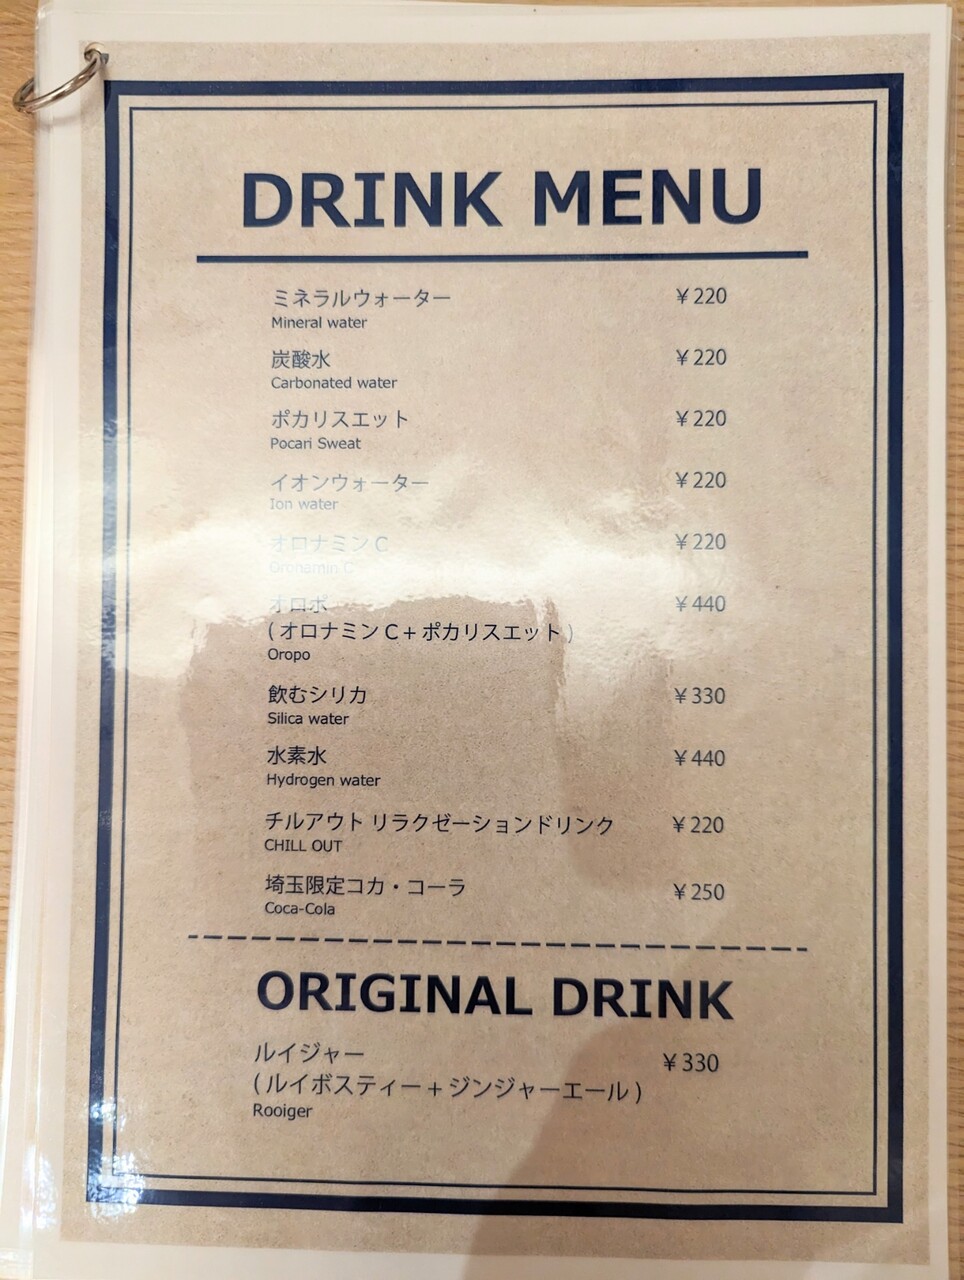 DRINK MENU
ミネラルウォーター ¥220
Mineral water
炭酸水 ¥220
Carbonated water
ポカリスエット ¥220
Pocari Sweat
イオンウォーター ¥220
Ion water
オロナミンC ¥220
Oronamin C
オロポ ¥440
(オロナミンC+ポカリスエット)
Oropo
飲むシリカ ¥330
Silica water
水素水 ¥440
Hydrogen water
チルアウト リラクゼーションドリンク ¥220
CHILL OUT
埼玉限定コカ・コーラ ¥250
Coca-Cola
ORIGINAL DRINK
ルイジャー ¥330
(ルイボスティー+ジンジャーエール)
Rooiger